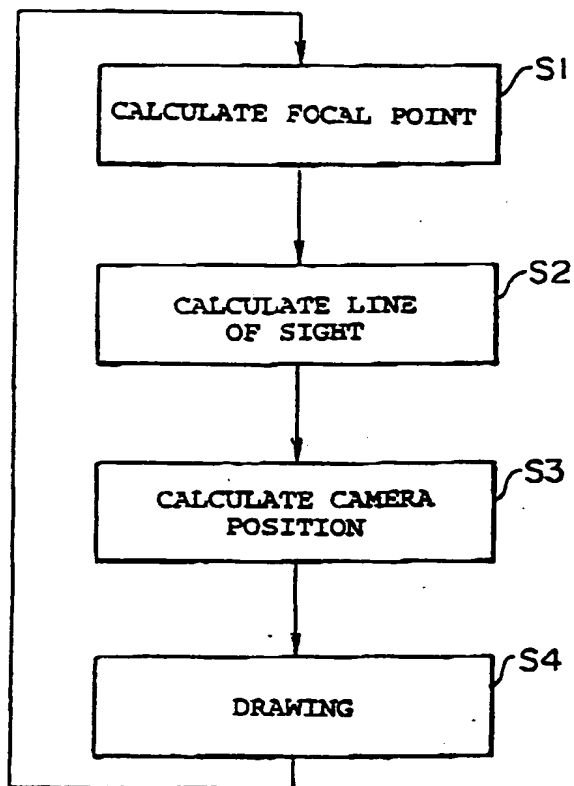 S1
CALCULATE FOCAL POINT
S2
CALCULATE LINE
OF SIGHT
S3
CALCULATE CAMERA
POSITION
S4
DRAWING